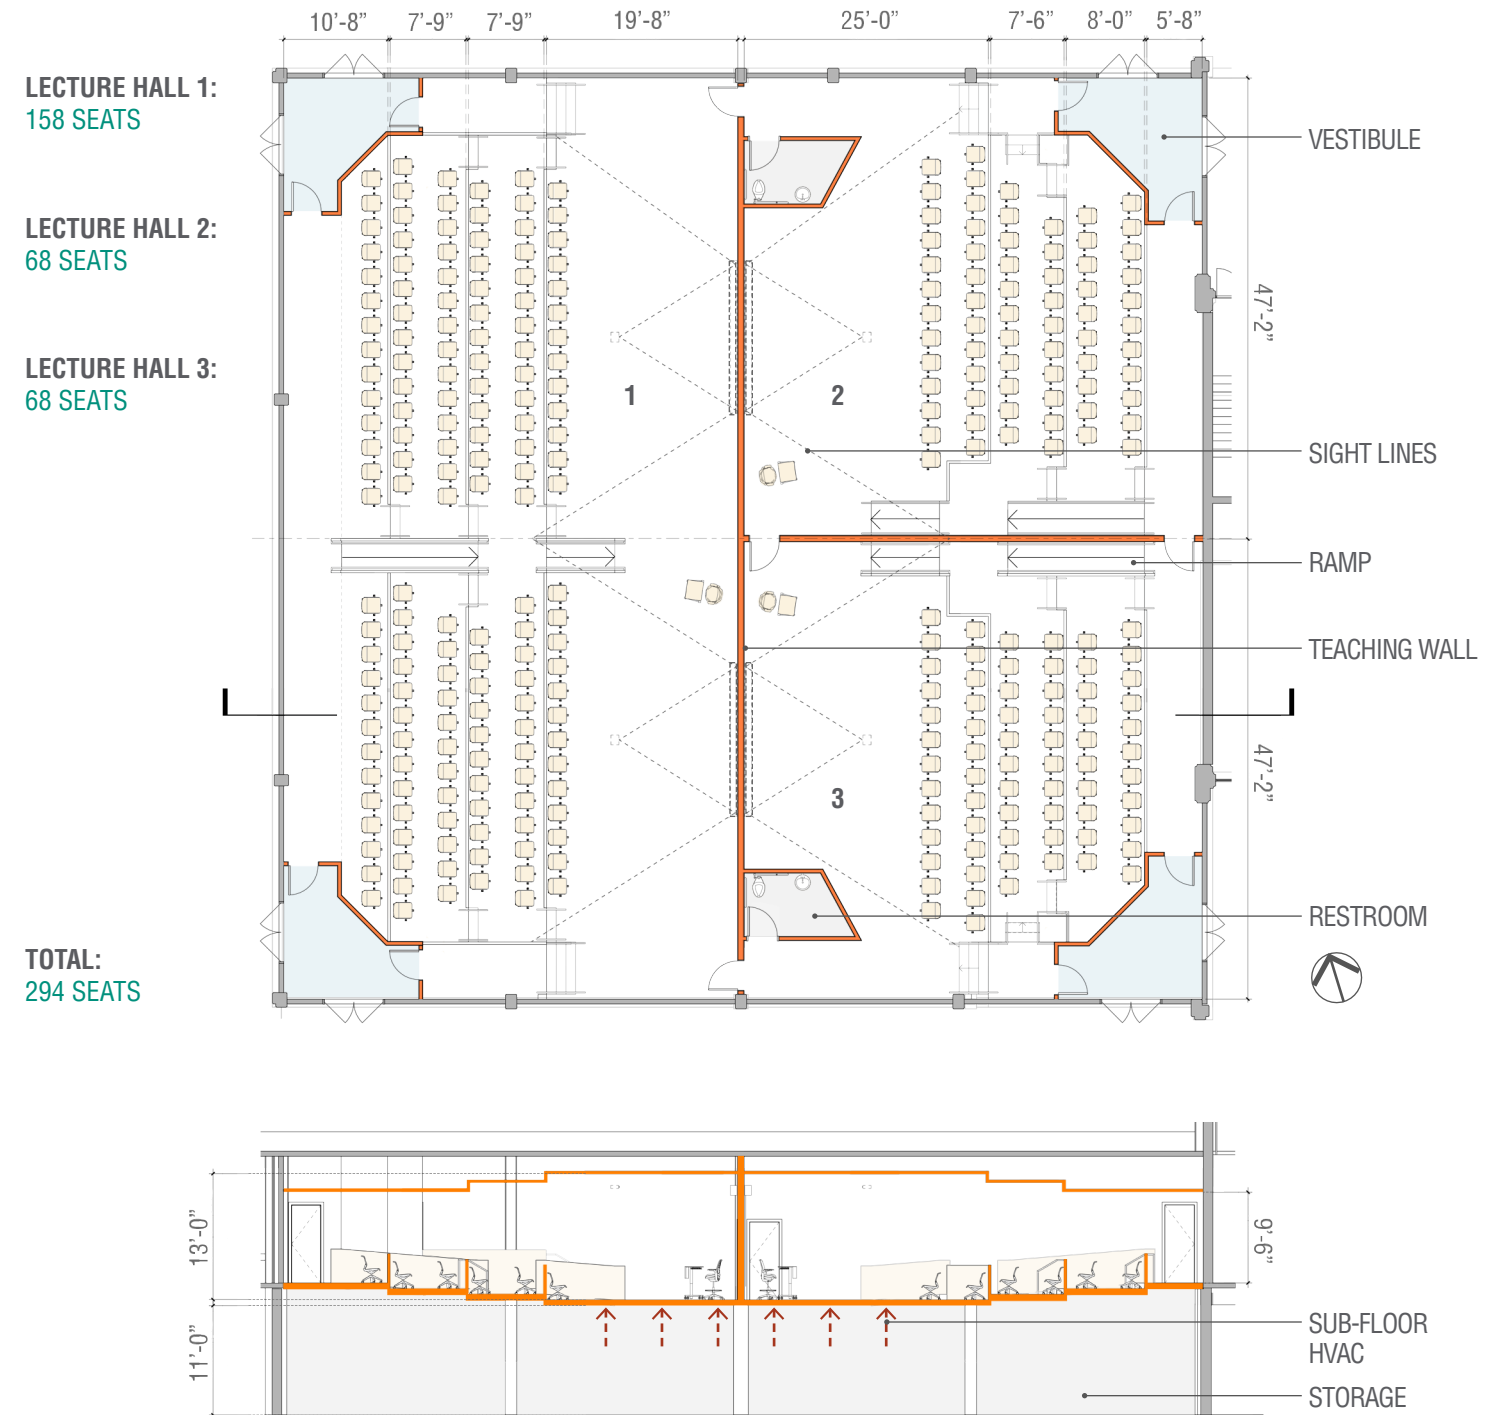 10’-8” 7’-9” 7’-9” 19’-8” 25’-0” 7’-6” 8’-0” 5’-8”
LECTURE HALL 1:
158 SEATS
VESTIBULE
LECTURE HALL 2:
68 SEATS
47’-2”
LECTURE HALL 3:
68 SEATS
1 2
SIGHT LINES
RAMP
TEACHING WALL
47’-2”
3
RESTROOM
TOTAL:
294 SEATS
13’-0”
9’-6”
11’-0”
SUB-FLOOR
HVAC
STORAGE